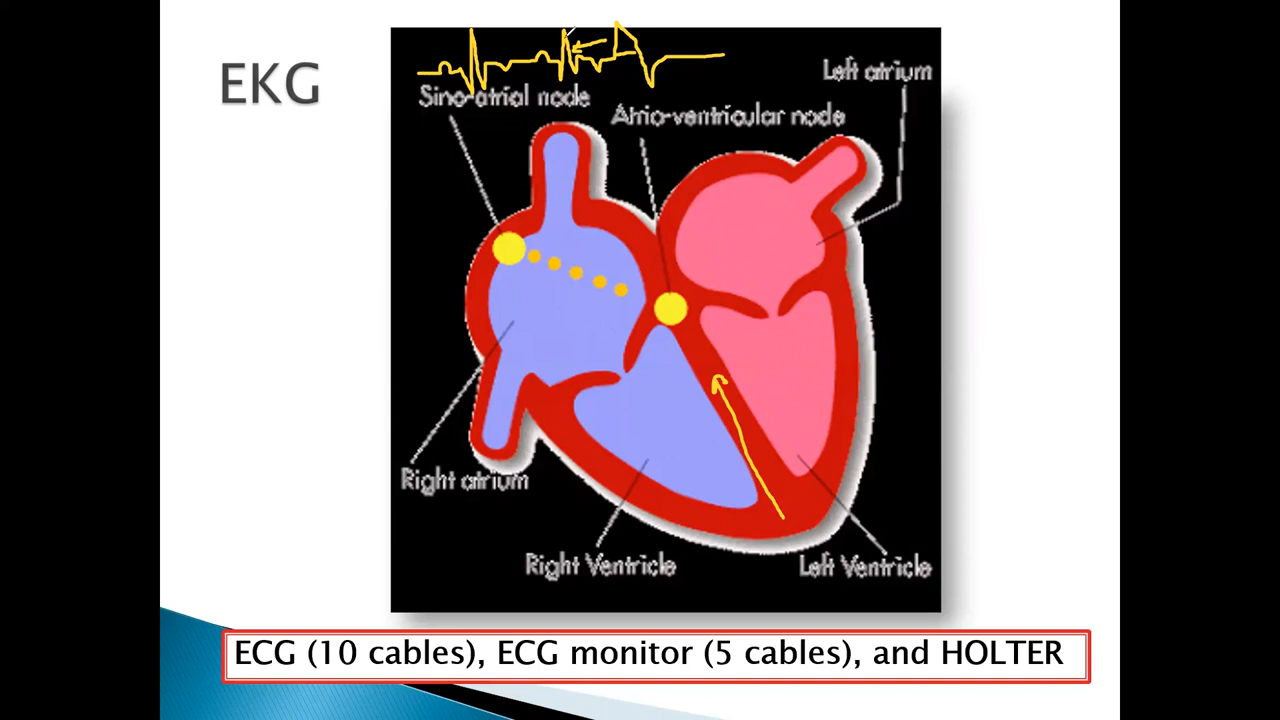 EKG
Sino-atrial node
Atrio-ventricular node
Left atrium
Right atrium
Right Ventricle
Left Ventricle
ECG (10 cables), ECG monitor (5 cables), and HOLTER